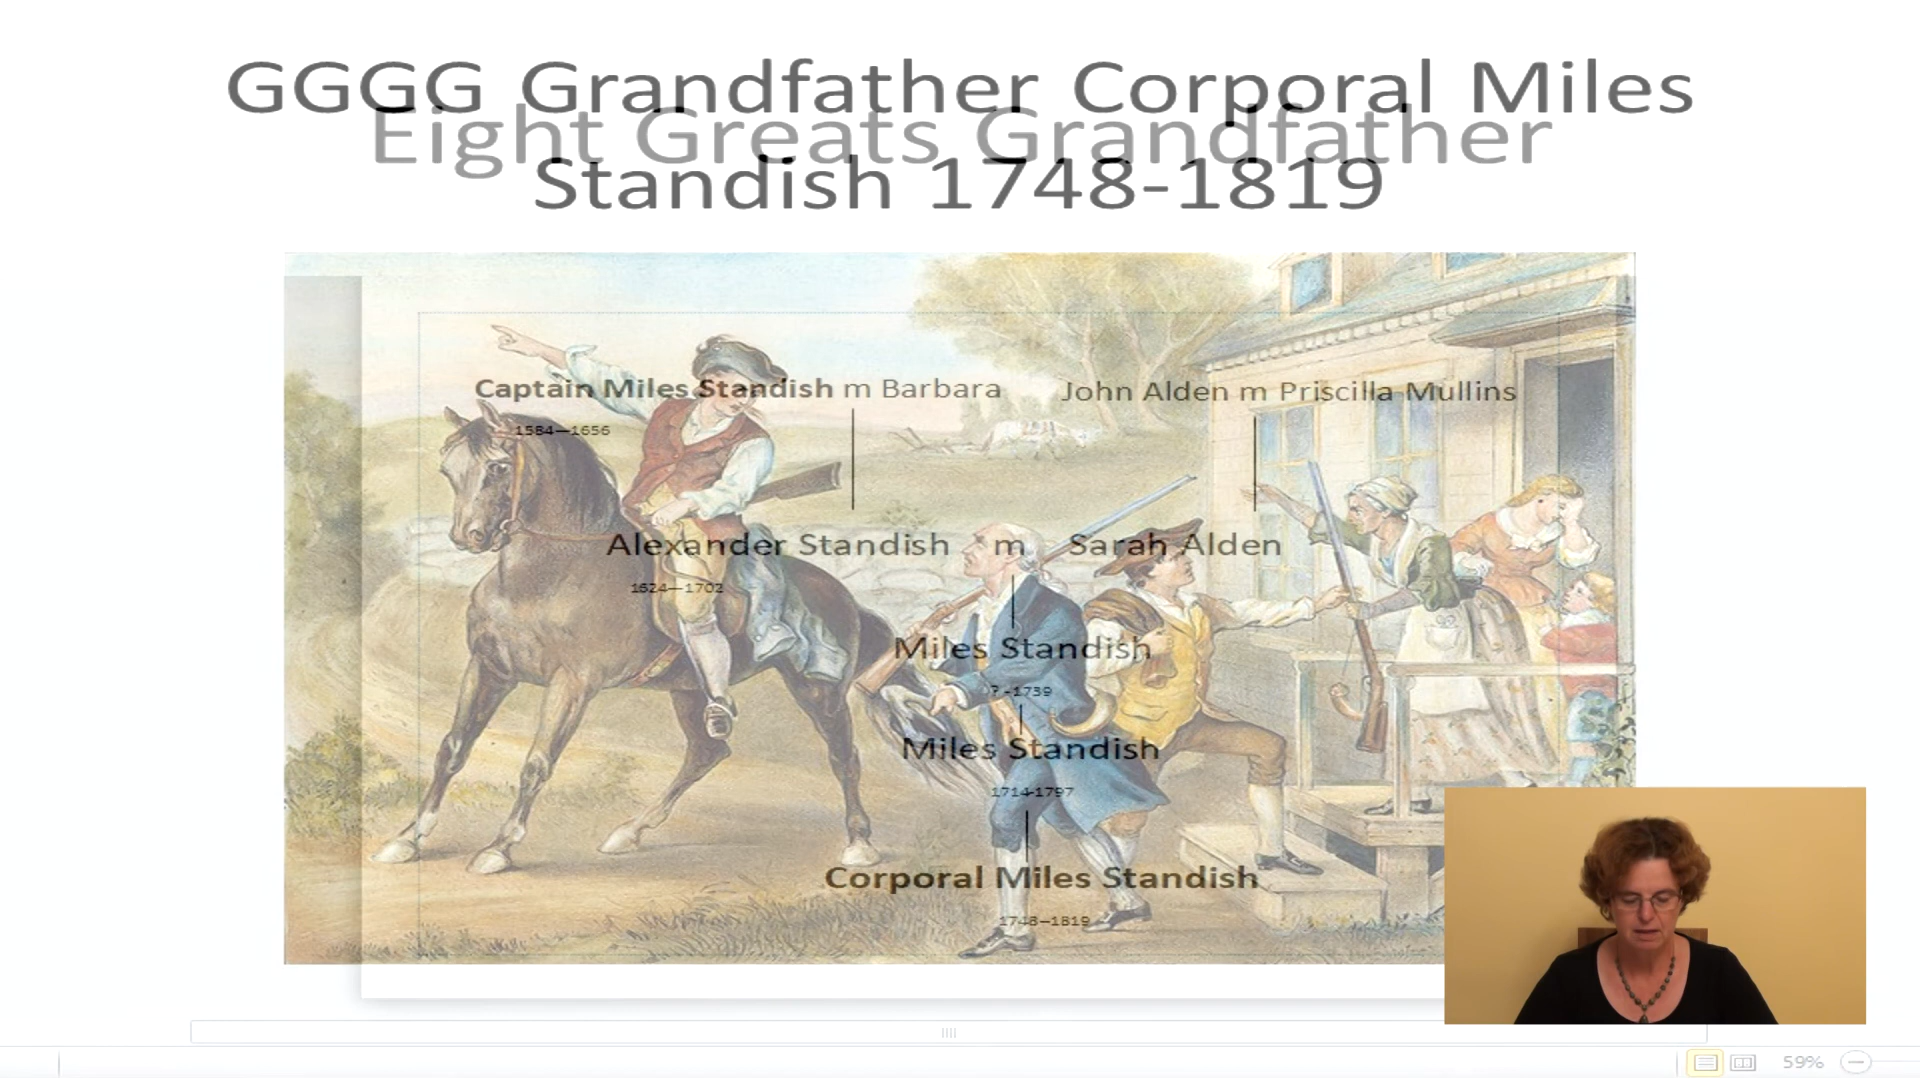 GGGG Grandfather Corporal Miles
Eight Greats Grandfather
Standish 1748-1819
Captain Miles Standish m Barbara
John Alden m Priscilla Mullins
1584—1656
Alexander Standish m Sarah Alden
1624—1702
Miles Standish
? -1739
Miles Standish
1714-1797
Corporal Miles Standish
1748—1819
59%